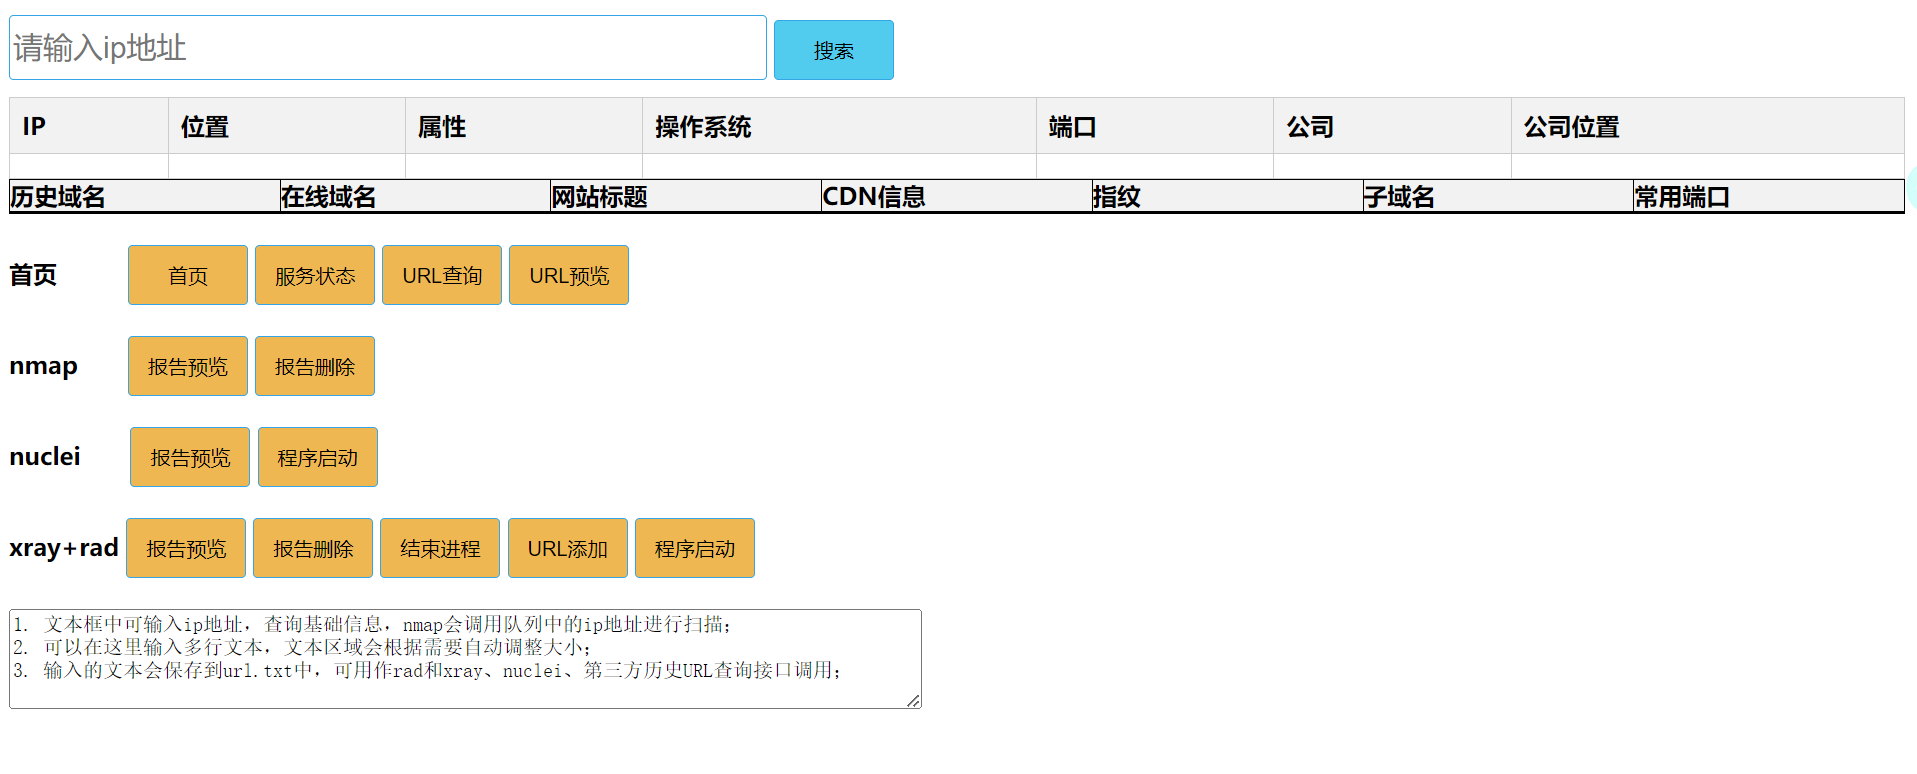 请输入ip地址 搜索
IP 位置 属性 操作系统 端口 公司 公司位置
历史域名 在线域名 网站标题 CDN信息 指纹 子域名 常用端口
首页 首页 服务状态 URL查询 URL预览
nmap 报告预览 报告删除
nuclei 报告预览 程序启动
xray+rad 报告预览 报告删除 结束进程 URL添加 程序启动
1. 文本框中可输入ip地址，查询基础信息，nmap会调用队列中的ip地址进行扫描；
2. 可以在这里输入多行文本，文本区域会根据需要自动调整大小；
3. 输入的文本会保存到url.txt中，可用作rad和xray、nuclei、第三方历史URL查询接口调用；